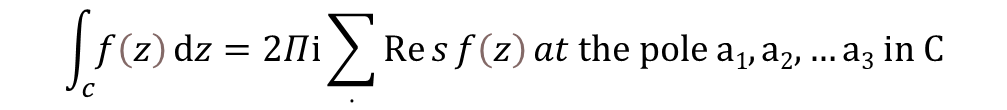 ∫_C f(z) dz = 2Πi ∑ Re s f(z) at the pole a₁, a₂, … a₃ in C